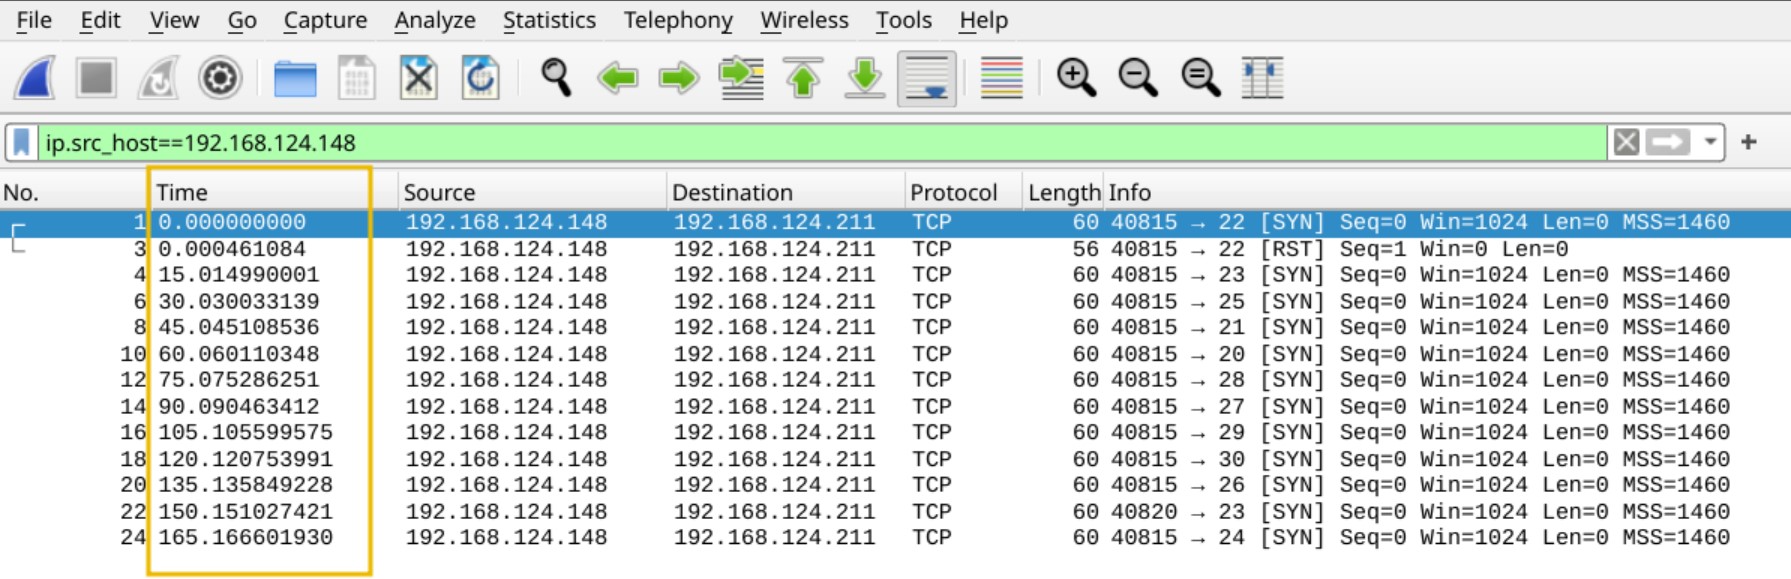 File Edit View Go Capture Analyze Statistics Telephony Wireless Tools Help
ip.src_host==192.168.124.148
No. Time Source Destination Protocol Length Info
1 0.000000000 192.168.124.148 192.168.124.211 TCP 60 40815 → 22 [SYN] Seq=0 Win=1024 Len=0 MSS=1460
3 0.000461084 192.168.124.148 192.168.124.211 TCP 56 40815 → 22 [RST] Seq=1 Win=0 Len=0
4 15.014990001 192.168.124.148 192.168.124.211 TCP 60 40815 → 23 [SYN] Seq=0 Win=1024 Len=0 MSS=1460
6 30.030033139 192.168.124.148 192.168.124.211 TCP 60 40815 → 25 [SYN] Seq=0 Win=1024 Len=0 MSS=1460
8 45.045108536 192.168.124.148 192.168.124.211 TCP 60 40815 → 21 [SYN] Seq=0 Win=1024 Len=0 MSS=1460
10 60.060110348 192.168.124.148 192.168.124.211 TCP 60 40815 → 20 [SYN] Seq=0 Win=1024 Len=0 MSS=1460
12 75.075286251 192.168.124.148 192.168.124.211 TCP 60 40815 → 28 [SYN] Seq=0 Win=1024 Len=0 MSS=1460
14 90.090463412 192.168.124.148 192.168.124.211 TCP 60 40815 → 27 [SYN] Seq=0 Win=1024 Len=0 MSS=1460
16 105.105599575 192.168.124.148 192.168.124.211 TCP 60 40815 → 29 [SYN] Seq=0 Win=1024 Len=0 MSS=1460
18 120.120753991 192.168.124.148 192.168.124.211 TCP 60 40815 → 30 [SYN] Seq=0 Win=1024 Len=0 MSS=1460
20 135.135849228 192.168.124.148 192.168.124.211 TCP 60 40815 → 26 [SYN] Seq=0 Win=1024 Len=0 MSS=1460
22 150.151027421 192.168.124.148 192.168.124.211 TCP 60 40820 → 23 [SYN] Seq=0 Win=1024 Len=0 MSS=1460
24 165.166601930 192.168.124.148 192.168.124.211 TCP 60 40815 → 24 [SYN] Seq=0 Win=1024 Len=0 MSS=1460